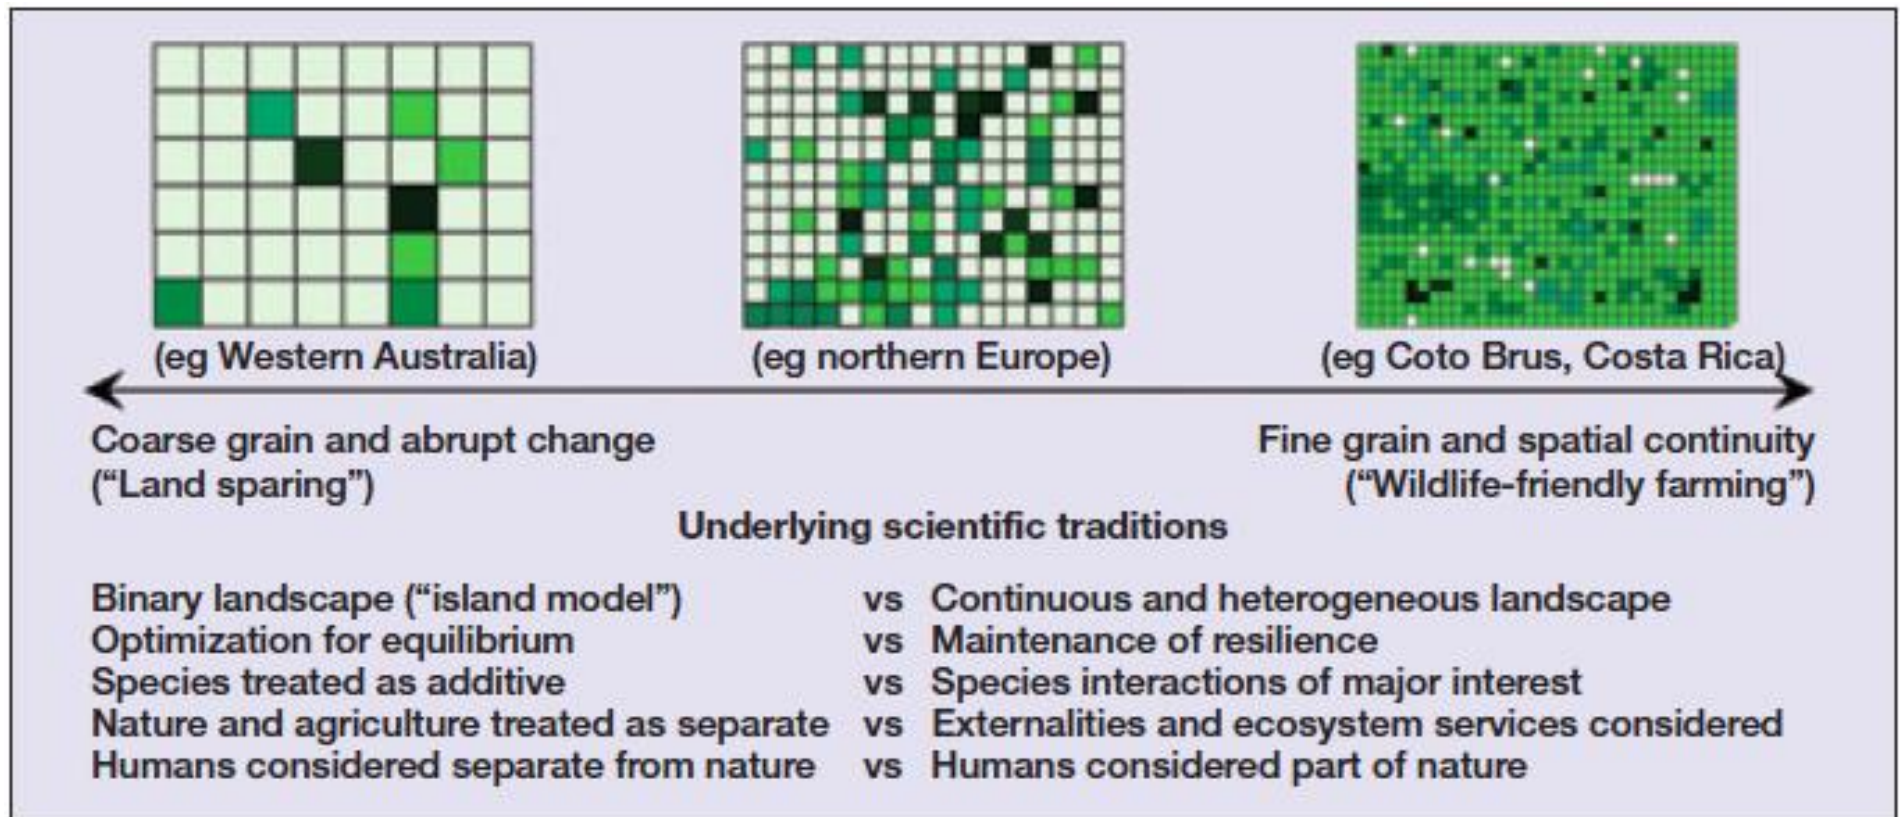 (eg Western Australia) (eg northern Europe) (eg Coto Brus, Costa Rica)
Coarse grain and abrupt change Fine grain and spatial continuity
(“Land sparing”) (“Wildlife-friendly farming”)
Underlying scientific traditions
Binary landscape (“island model”) vs Continuous and heterogeneous landscape
Optimization for equilibrium vs Maintenance of resilience
Species treated as additive vs Species interactions of major interest
Nature and agriculture treated as separate vs Externalities and ecosystem services considered
Humans considered separate from nature vs Humans considered part of nature